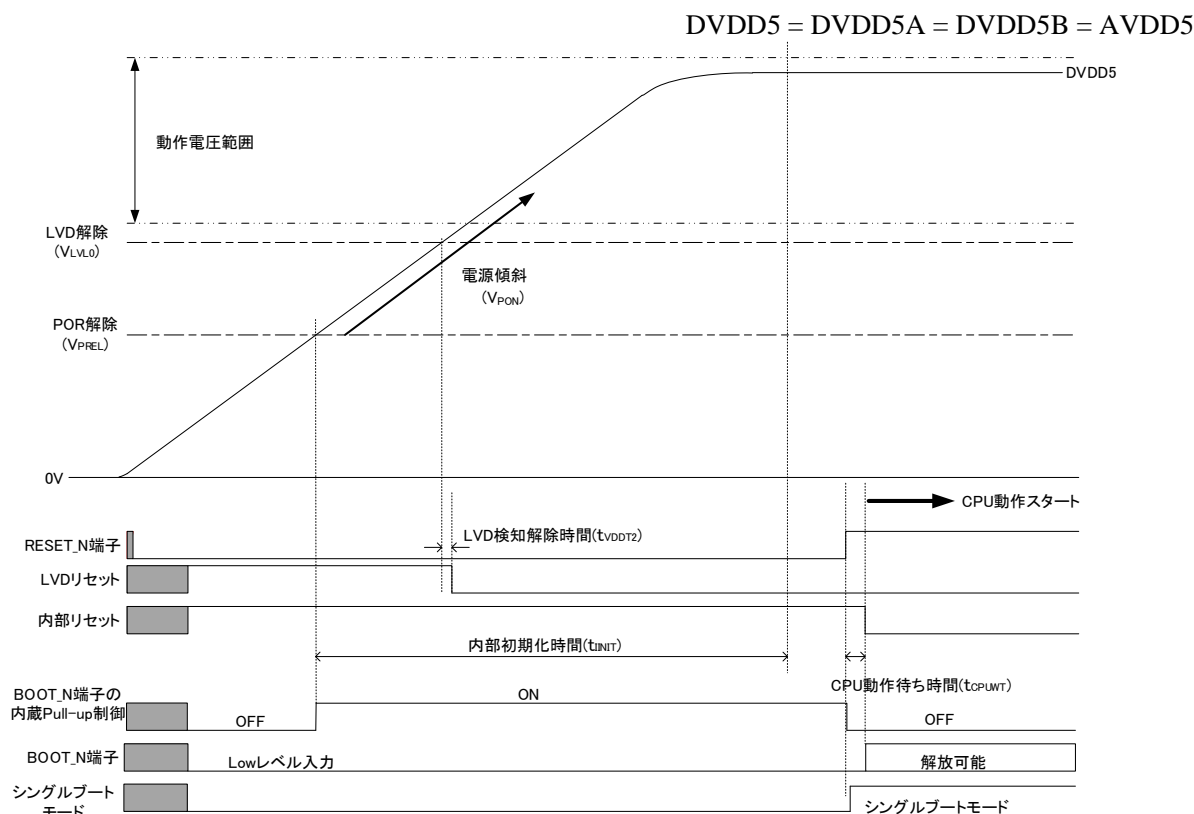 DVDD5 = DVDD5A = DVDD5B = AVDD5
DVDD5
動作電圧範囲
LVD解除
(VLVL0)
電源傾斜
(VPON)
POR解除
(VPREL)
0V
CPU動作スタート
RESET_N端子
LVD検知解除時間(tVDDT2)
LVDリセット
内部リセット
内部初期化時間(tIINIT)
CPU動作待ち時間(tCPUWT)
BOOT_N端子の
内蔵Pull-up制御
OFF
ON
OFF
BOOT_N端子
Lowレベル入力
解放可能
シングルブート
モード
シングルブートモード